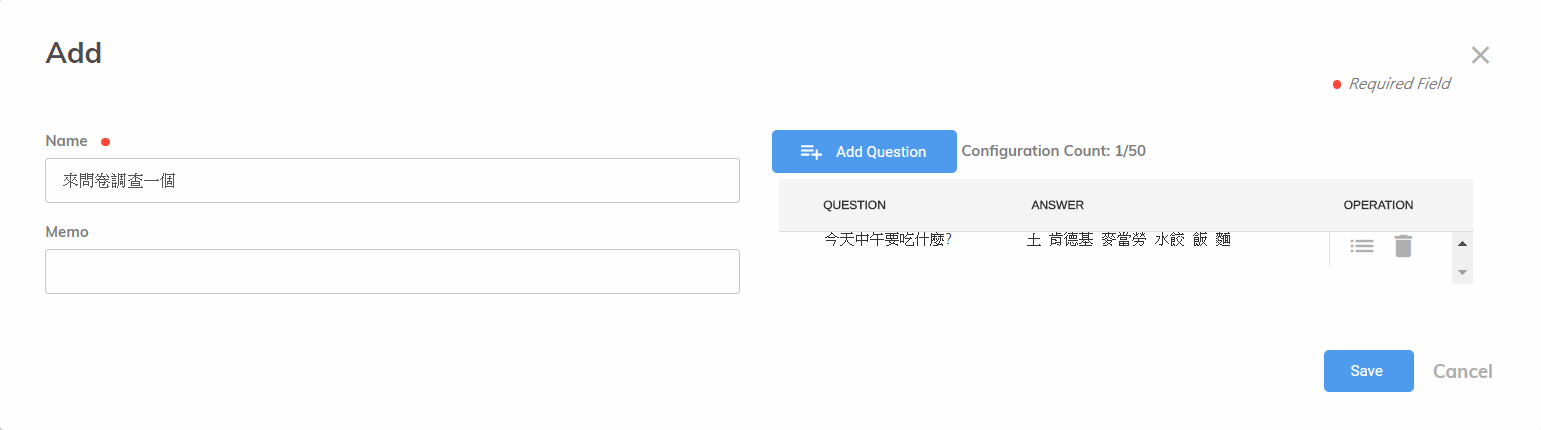 Add
Required Field
Name
來問卷調查一個
Memo
Add Question
Configuration Count: 1/50
QUESTION ANSWER OPERATION
今天中午要吃什麼? 土 肯德基 麥當勞 水餃 飯 麵
Save
Cancel